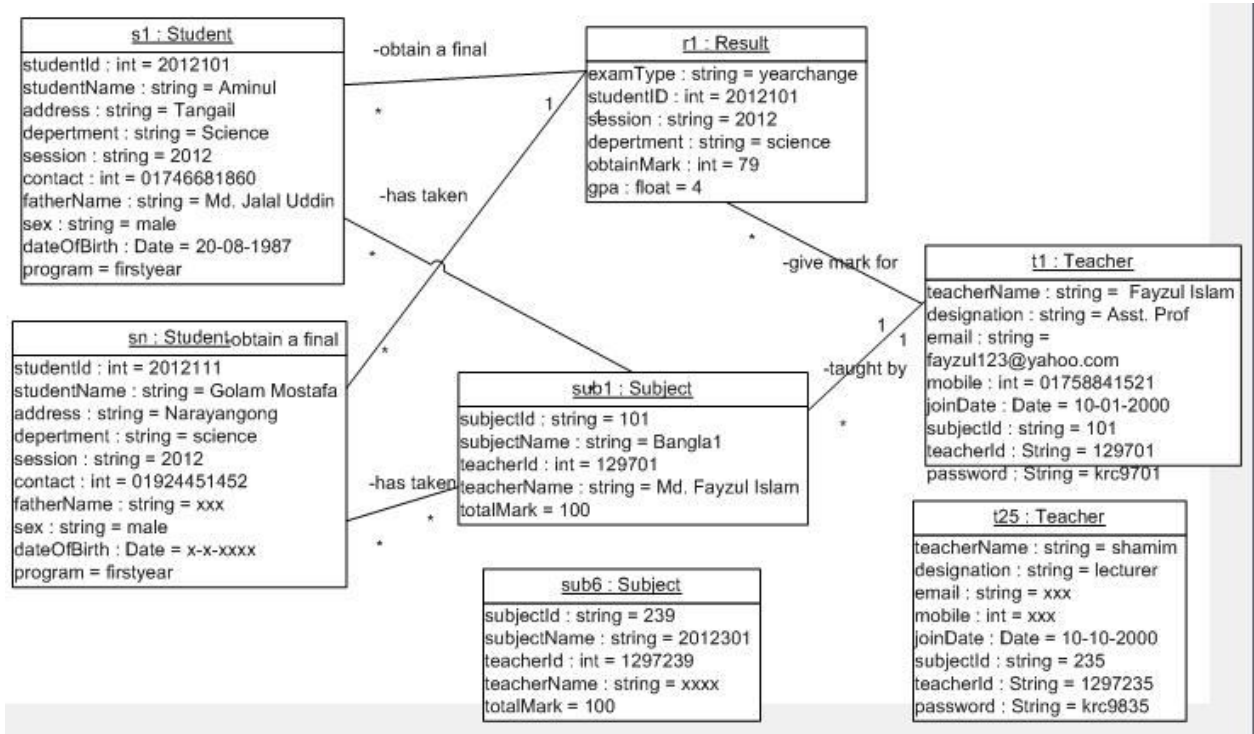 s1 : Student
studentId : int = 2012101
studentName : string = Aminul
address : string = Tangail
depertment : string = Science
session : string = 2012
contact : int = 01746681860
fatherName : string = Md. Jalal Uddin
sex : string = male
dateOfBirth : Date = 20-08-1987
program = firstyear
-obtain a final
*
1
1
r1 : Result
examType : string = yearchange
studentID : int = 2012101
session : string = 2012
depertment : string = science
obtainMark : int = 79
gpa : float = 4
-has taken
*
*
-give mark for
1
1
t1 : Teacher
teacherName : string = Fayzul Islam
designation : string = Asst. Prof
email : string =
fayzul123@yahoo.com
mobile : int = 01758841521
joinDate : Date = 10-01-2000
subjectId : string = 101
teacherId : String = 129701
password : String = krc9701
sn : Student
-obtain a final
*
studentId : int = 2012111
studentName : string = Golam Mostafa
address : string = Narayangong
depertment : string = science
session : string = 2012
contact : int = 01924451452
fatherName : string = xxx
sex : string = male
dateOfBirth : Date = x-x-xxxx
program = firstyear
-taught by
*
sub1 : Subject
*
subjectId : string = 101
subjectName : string = Bangla1
teacherId : int = 129701
teacherName : string = Md. Fayzul Islam
totalMark = 100
-has taken
*
*
sub6 : Subject
subjectId : string = 239
subjectName : string = 2012301
teacherId : int = 1297239
teacherName : string = xxxx
totalMark = 100
t25 : Teacher
teacherName : string = shamim
designation : string = lecturer
email : string = xxx
mobile : int = xxx
joinDate : Date = 10-10-2000
subjectId : string = 235
teacherId : String = 1297235
password : String = krc9835